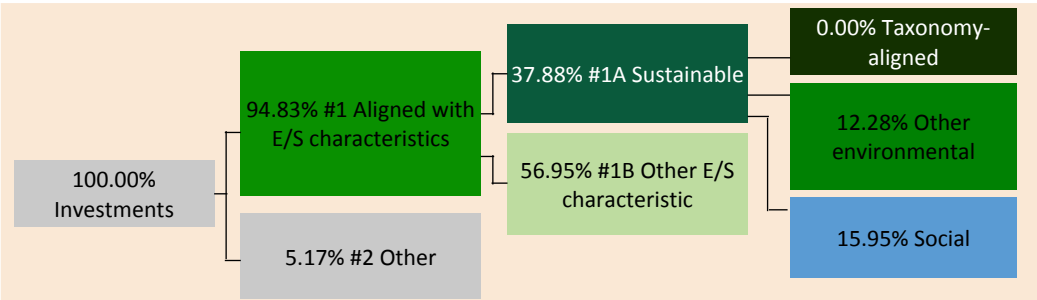 100.00%
Investments
94.83% #1 Aligned with
E/S characteristics
5.17% #2 Other
37.88% #1A Sustainable
56.95% #1B Other E/S
characteristic
0.00% Taxonomy-
aligned
12.28% Other
environmental
15.95% Social